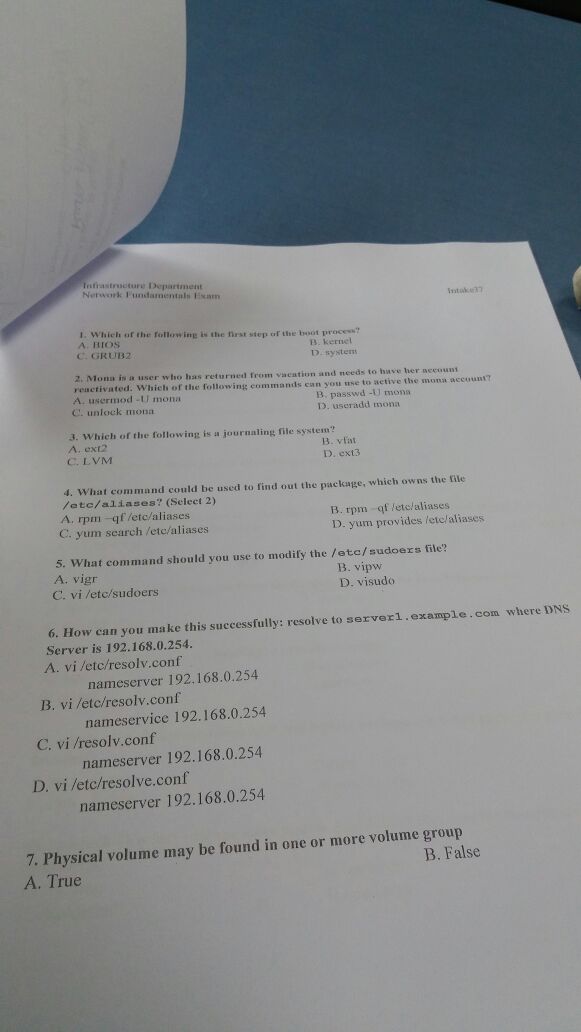 Infrastructure Department
Network Fundamentals Exam
Intake37
1. Which of the following is the first step of the boot process?
A. BIOS B. kernel
C. GRUB2 D. system
2. Mona is a user who has returned from vacation and needs to have her account
reactivated. Which of the following commands can you use to active the mona account?
A. usermod -U mona B. passwd -U mona
C. unlock mona D. useradd mona
3. Which of the following is a journaling file system?
A. ext2 B. vfat
C. LVM D. ext3
4. What command could be used to find out the package, which owns the file
/etc/aliases? (Select 2)
A. rpm –qf /etc/aliases B. rpm –qf /etc/aliases
C. yum search /etc/aliases D. yum provides /etc/aliases
5. What command should you use to modify the /etc/sudoers file?
A. vigr B. vipw
C. vi /etc/sudoers D. visudo
6. How can you make this successfully: resolve to server1.example.com where DNS
Server is 192.168.0.254.
A. vi /etc/resolv.conf
nameserver 192.168.0.254
B. vi /etc/resolv.conf
nameservice 192.168.0.254
C. vi /resolv.conf
nameserver 192.168.0.254
D. vi /etc/resolve.conf
nameserver 192.168.0.254
7. Physical volume may be found in one or more volume group
A. True B. False